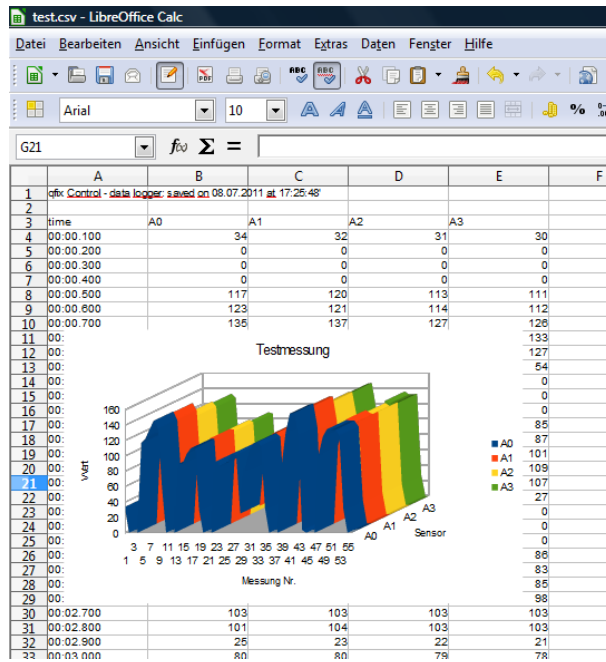 test.csv - LibreOffice Calc
Datei Bearbeiten Ansicht Einfügen Format Extras Daten Fenster Hilfe
Arial 10 %
G21 f(x) Σ =
A B C D E F
1 qfix Control - data logger: saved on 08.07.2011 at 17:25:48'
2
3 time A0 A1 A2 A3
4 00:00.100 34 32 31 30
5 00:00.200 0 0 0 0
6 00:00.300 0 0 0 0
7 00:00.400 0 0 0 0
8 00:00.500 117 120 113 111
9 00:00.600 123 121 114 112
10 00:00.700 135 137 127 126
11 00: 133
12 00: 127
13 00: 54
14 00: 0
15 00: 0
16 00: 0
17 00: 85
18 00: 87
19 00: 101
20 00: 109
21 00: 107
22 00: 27
23 00: 0
24 00: 0
25 00: 0
26 00: 86
27 00: 83
28 00: 85
29 00: 98
Testmessung
160
140
120
100
80
60
40
20
0
Wert
3 7 11 15 19 23 27 31 35 39 43 47 51 55
1 5 9 13 17 21 25 29 33 37 41 45 49 53
Messung Nr.
A0 A1 A2 A3
Sensor
A0
A1
A2
A3
30 00:02.700 103 103 103 103
31 00:02.800 101 104 103 103
32 00:02.900 25 23 22 21
33 00:03.000 80 80 79 78